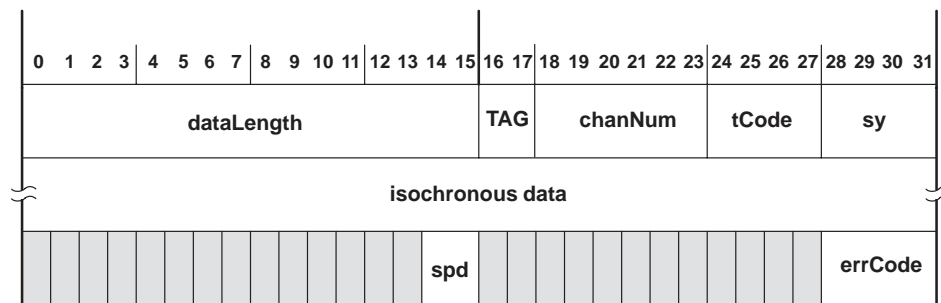 0 1 2 3 4 5 6 7 8 9 10 11 12 13 14 15 16 17 18 19 20 21 22 23 24 25 26 27 28 29 30 31
dataLength TAG chanNum tCode sy
isochronous data
spd errCode